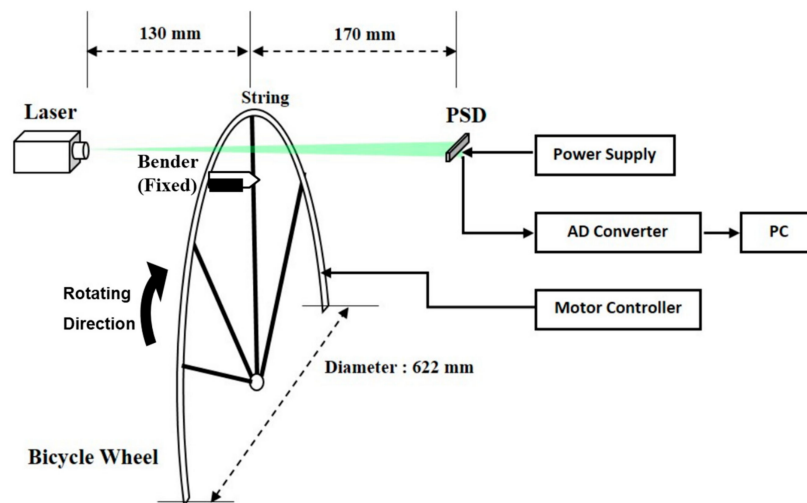 130 mm
170 mm
Laser
String
PSD
Bender
(Fixed)
Power Supply
AD Converter
PC
Rotating
Direction
Motor Controller
Diameter : 622 mm
Bicycle Wheel